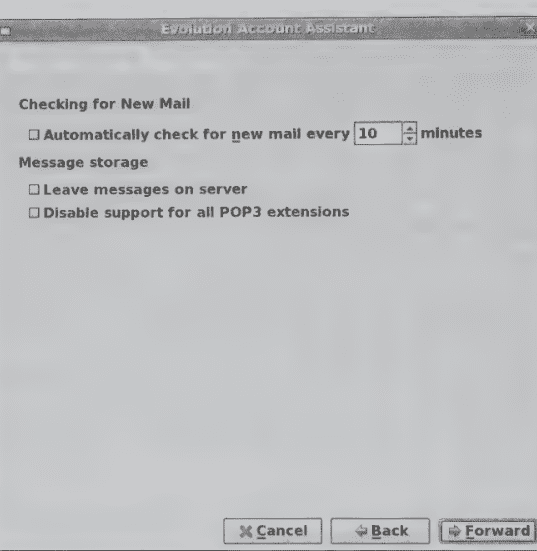 Evolution Account Assistant
Checking for New Mail
Automatically check for new mail every 10 minutes
Message storage
Leave messages on server
Disable support for all POP3 extensions
Cancel Back Forward